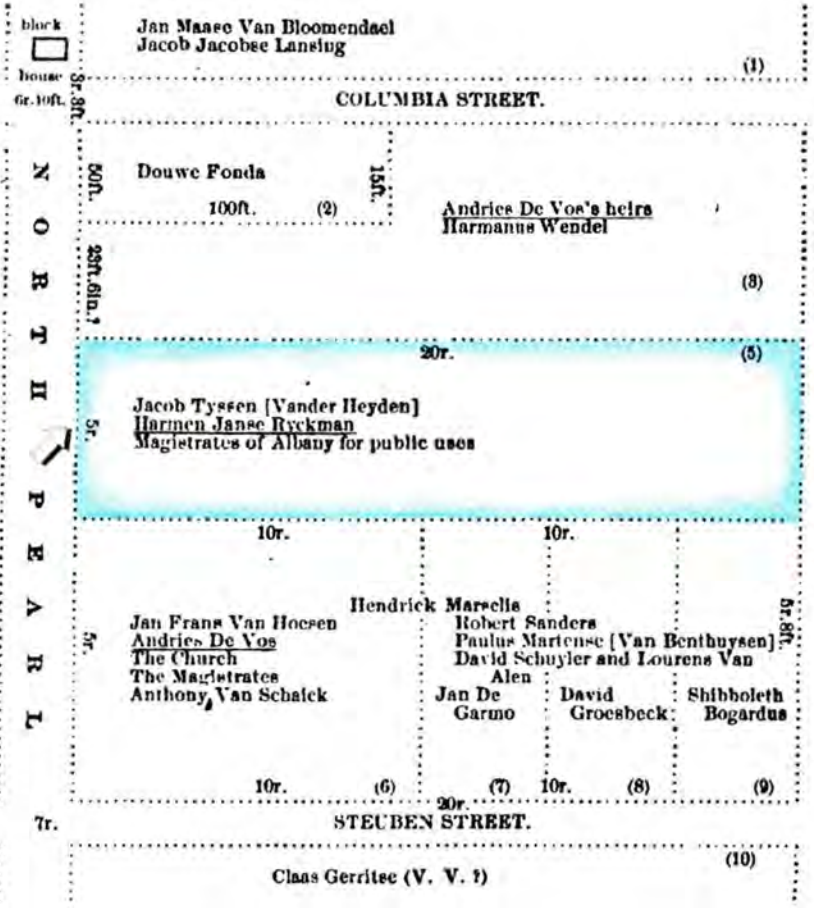 block
house
6r. 10ft.
3r. 8ft.
Jan Maase Van Bloomendael
Jacob Jacobse Lansing
(1)
COLUMBIA STREET.
NORTH PEARL
50ft.
Douwe Fonda
15ft.
100ft. (2)
Andries De Vos's heirs
Harmanus Wendel
23ft. 6in.?
(3)
20r. (5)
5r.
Jacob Tyssen [Vander Heyden]
Harmen Janse Ryckman
Magistrates of Albany for public uses
10r. 10r.
5r.
Jan Frans Van Hoesen
Andries De Vos
The Church
The Magistrates
Anthony Van Schaick
Hendrick Marselis
Robert Sanders
Paulus Martense [Van Benthuysen]
David Schuyler and Lourens Van
Alen
5r. 8ft.
Jan De
Garmo
David
Groesbeck
Shibboleth
Bogardus
10r. (6) (7) 10r. (8) (9)
20r.
7r.
STEUBEN STREET.
(10)
Claas Gerritse (V. V. ?)